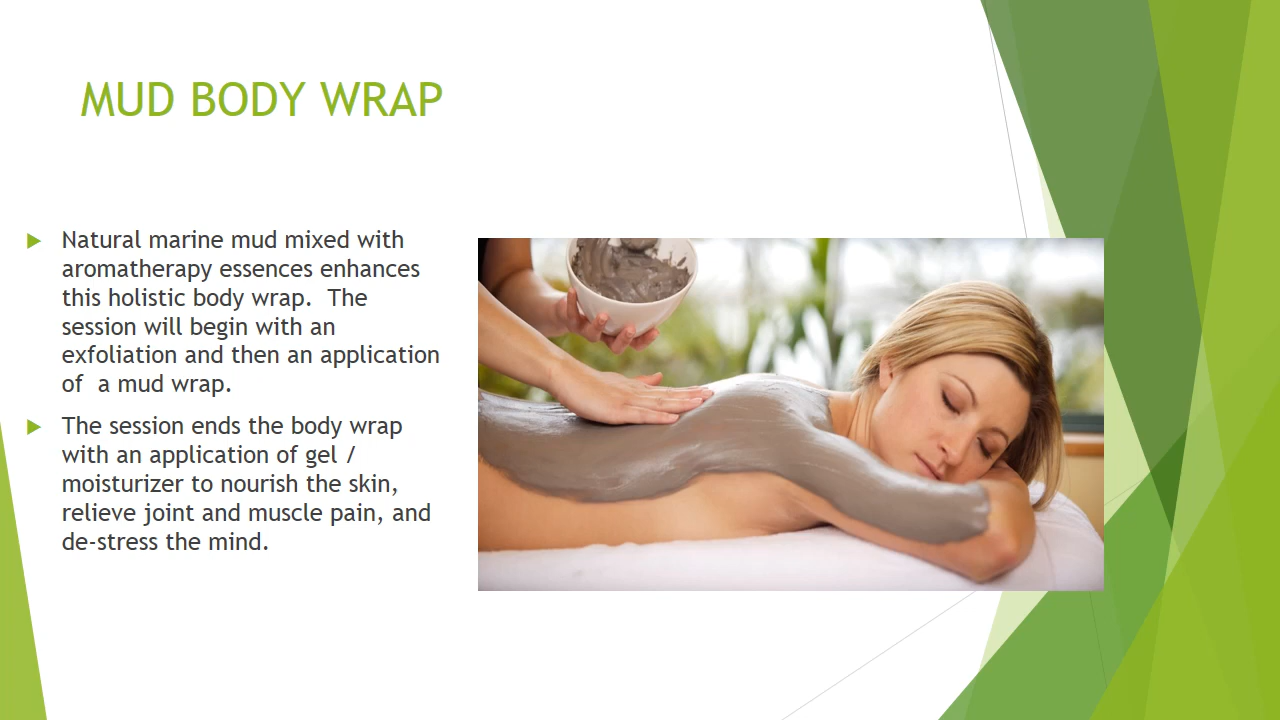 MUD BODY WRAP
Natural marine mud mixed with
aromatherapy essences enhances
this holistic body wrap.  The
session will begin with an
exfoliation and then an application
of  a mud wrap.
The session ends the body wrap
with an application of gel /
moisturizer to nourish the skin,
relieve joint and muscle pain, and
de-stress the mind.